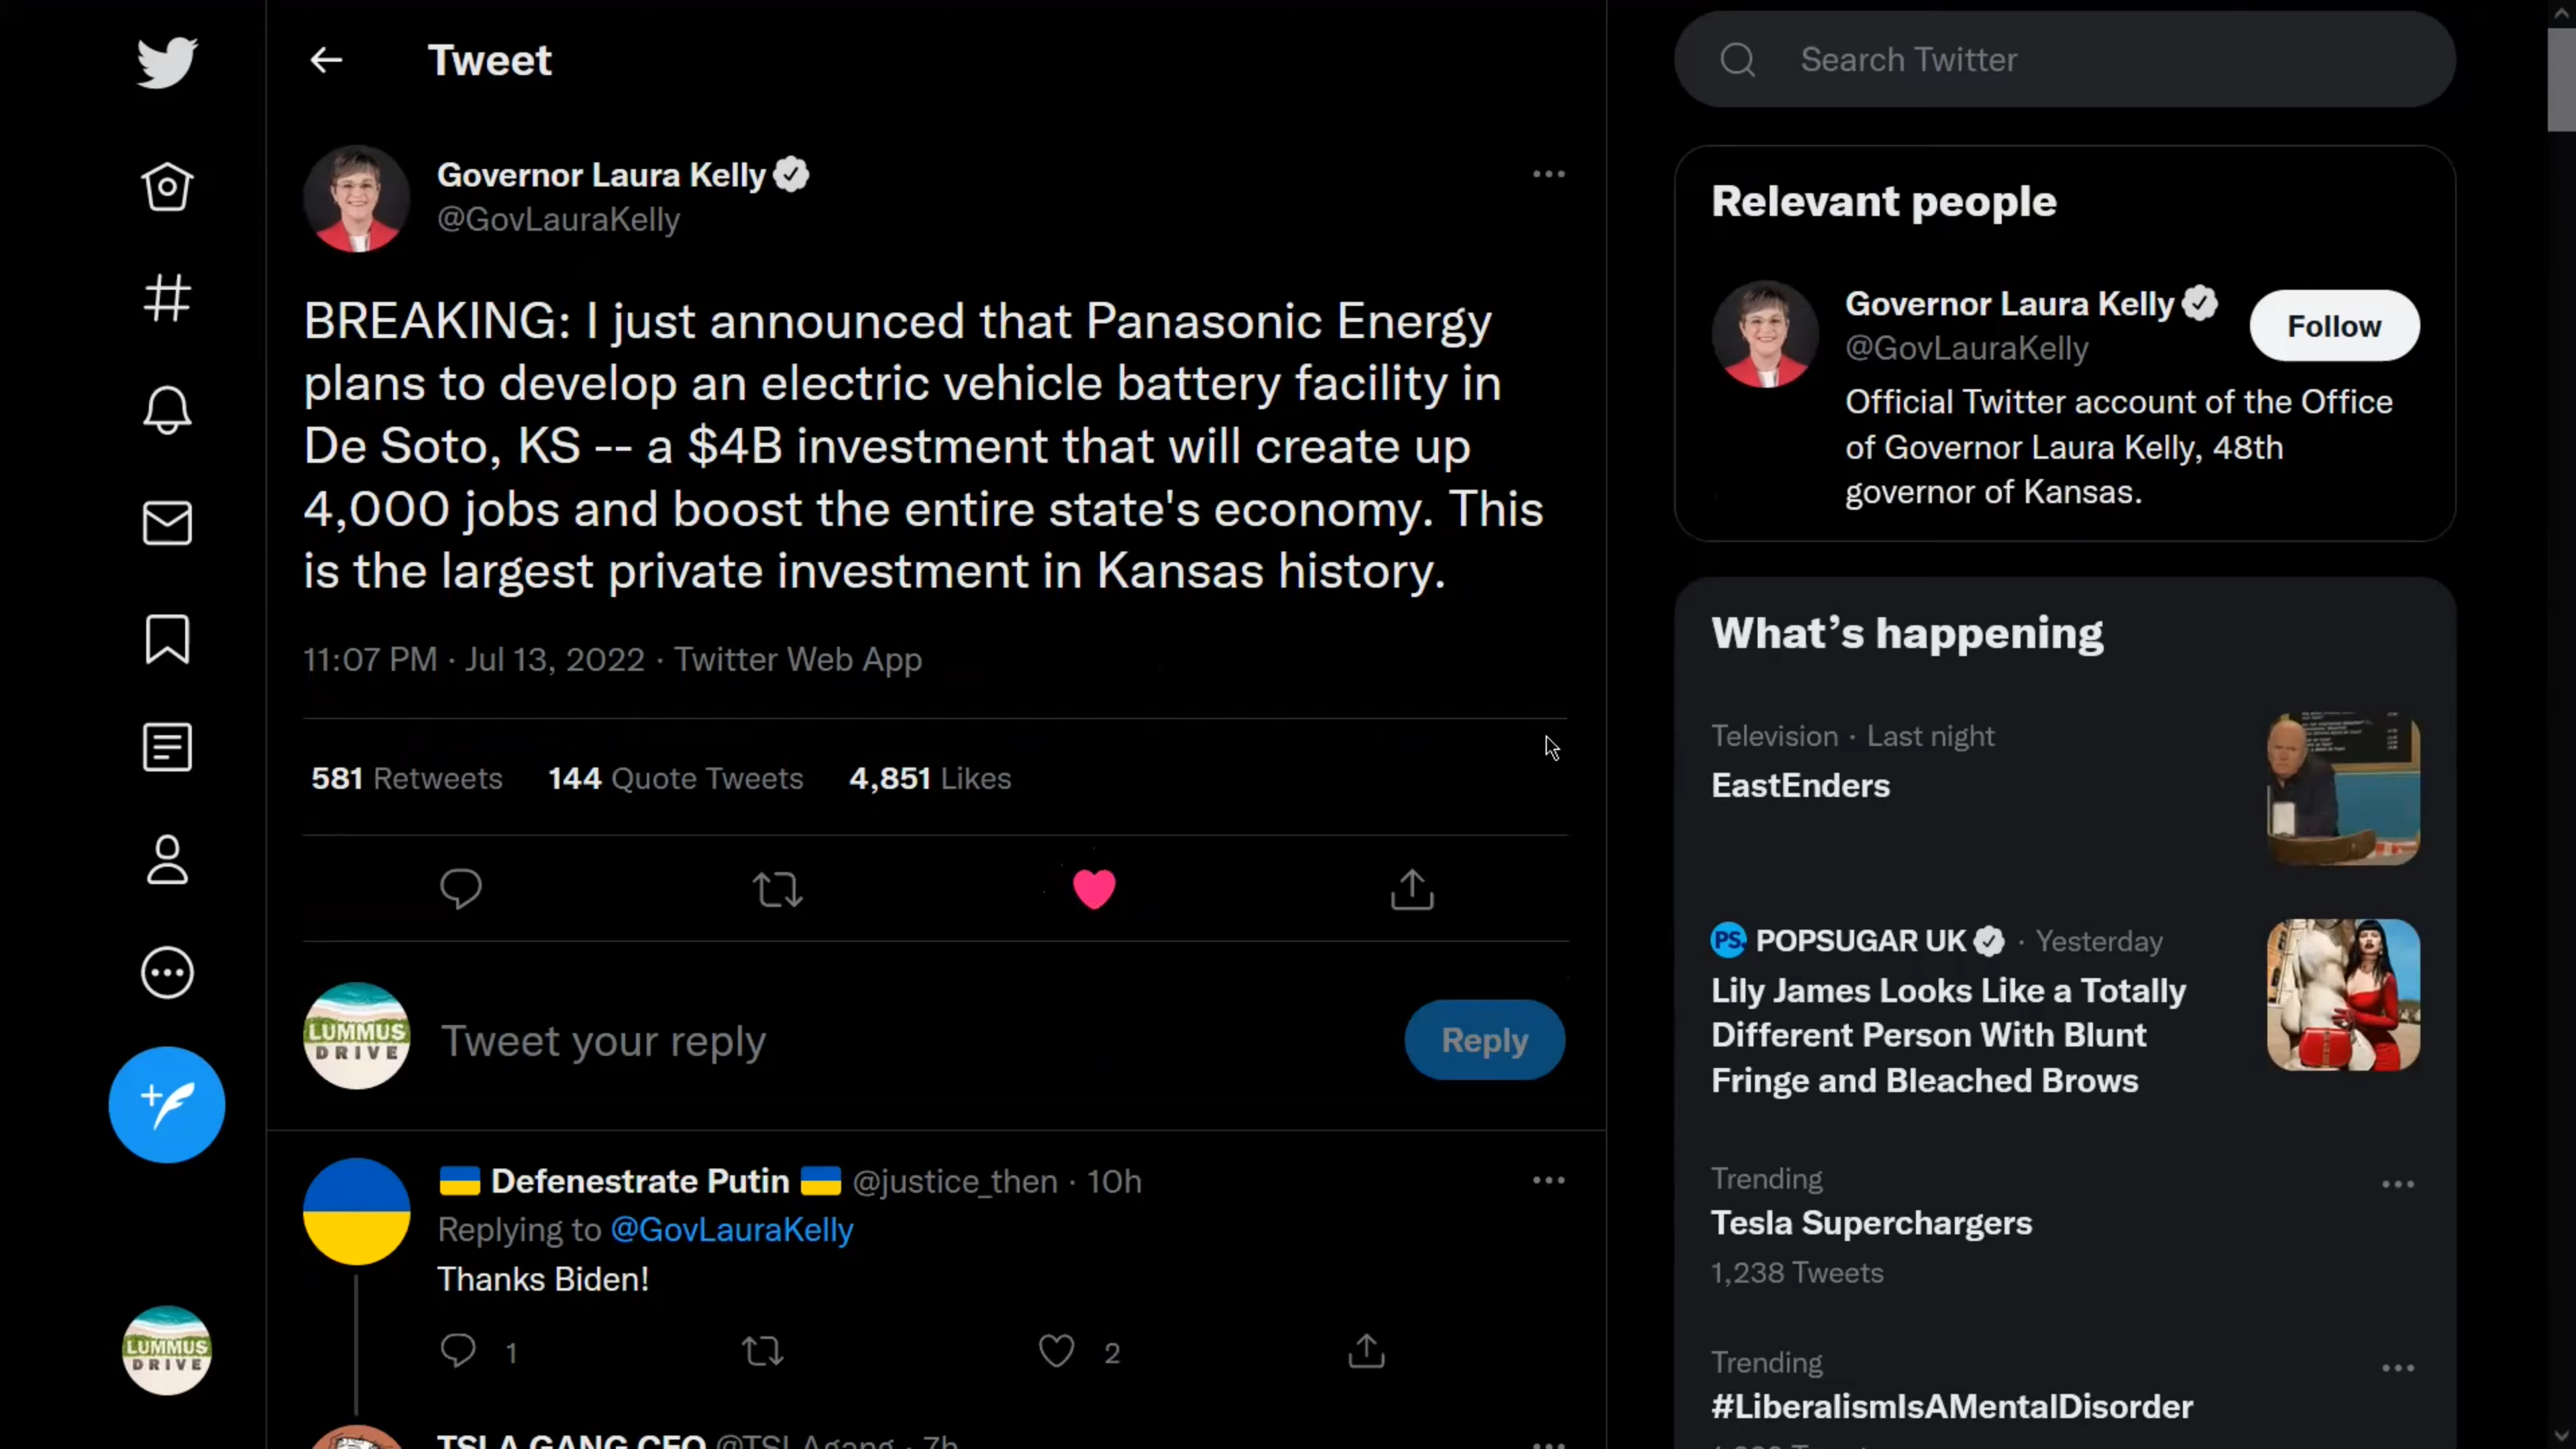 Tweet
Search Twitter
Governor Laura Kelly
@GovLauraKelly
BREAKING: I just announced that Panasonic Energy
plans to develop an electric vehicle battery facility in
De Soto, KS -- a $4B investment that will create up
4,000 jobs and boost the entire state's economy. This
is the largest private investment in Kansas history.
11:07 PM · Jul 13, 2022 · Twitter Web App
581 Retweets 144 Quote Tweets 4,851 Likes
LUMMUS
DRIVE
Tweet your reply
Reply
Defenestrate Putin @justice_then · 10h
Replying to @GovLauraKelly
Thanks Biden!
1 2
TSLA GANG CEO @TSLAgang · 7h
LUMMUS
DRIVE
Relevant people
Governor Laura Kelly
@GovLauraKelly
Follow
Official Twitter account of the Office
of Governor Laura Kelly, 48th
governor of Kansas.
What’s happening
Television · Last night
EastEnders
PS POPSUGAR UK · Yesterday
Lily James Looks Like a Totally
Different Person With Blunt
Fringe and Bleached Brows
Trending
Tesla Superchargers
1,238 Tweets
Trending
#LiberalismIsAMentalDisorder